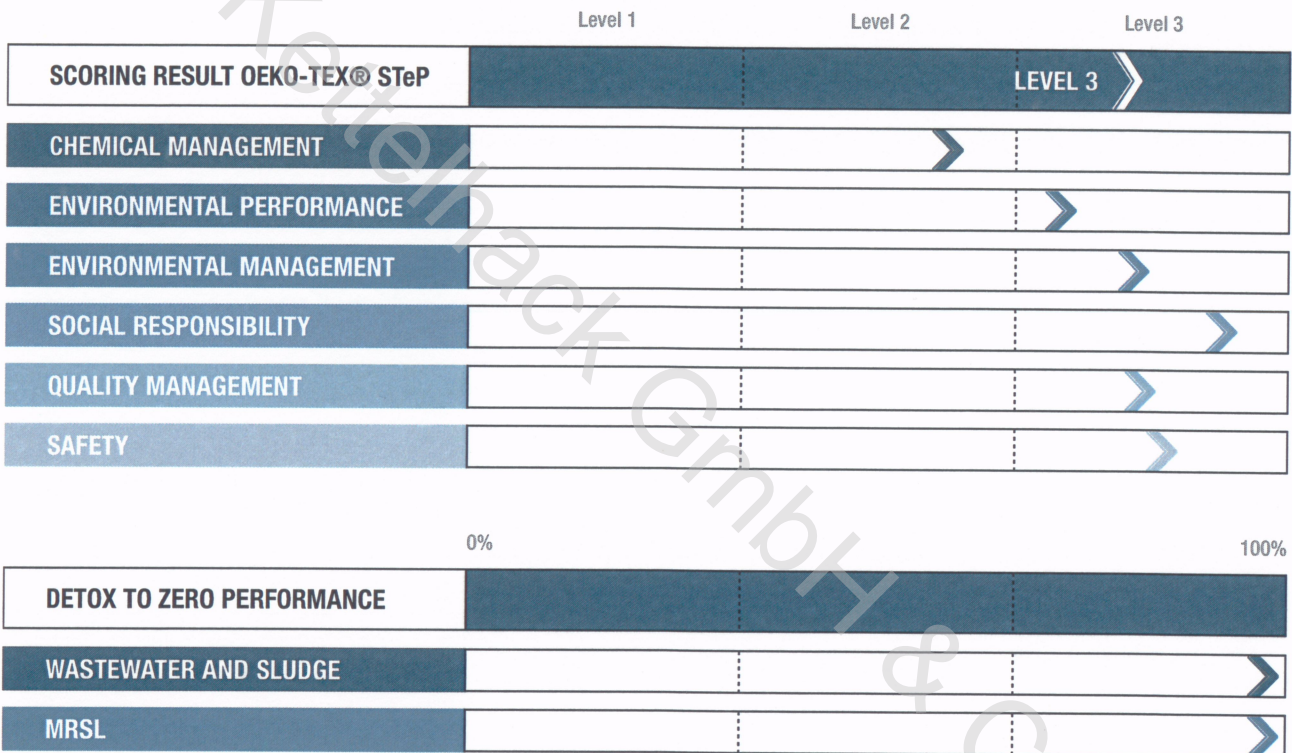 Level 1 Level 2 Level 3
SCORING RESULT OEKO-TEX® STeP LEVEL 3
CHEMICAL MANAGEMENT
ENVIRONMENTAL PERFORMANCE
ENVIRONMENTAL MANAGEMENT
SOCIAL RESPONSIBILITY
QUALITY MANAGEMENT
SAFETY
0% 100%
DETOX TO ZERO PERFORMANCE
WASTEWATER AND SLUDGE
MRSL
Kettelhack GmbH & C